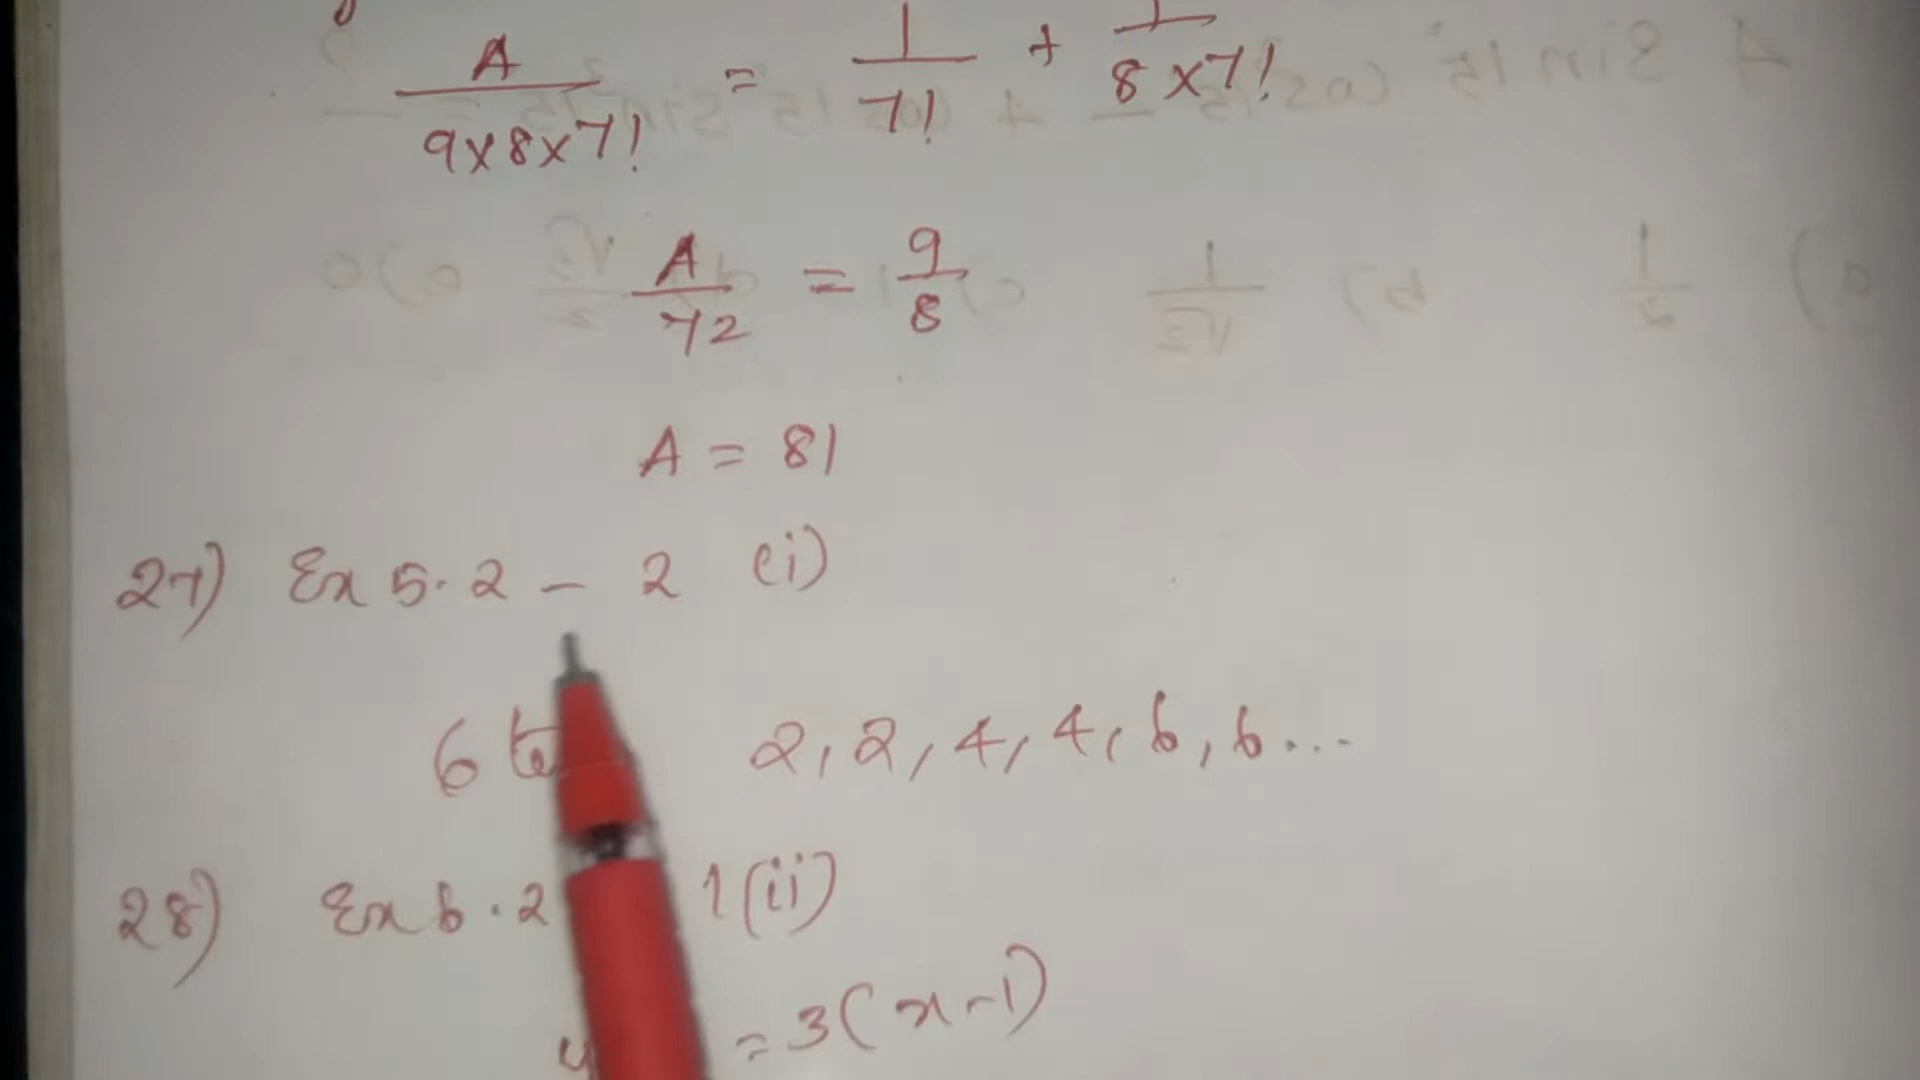 A/(9×8×7!) = 1/7! + 1/(8×7!)
A/72 = 9/8
A = 81
27) Ex 5.2 - 2 (i)
6 2, 2, 4, 4, 6, 6...
28) Ex 6.2 1(ii)
= 3(x-1)